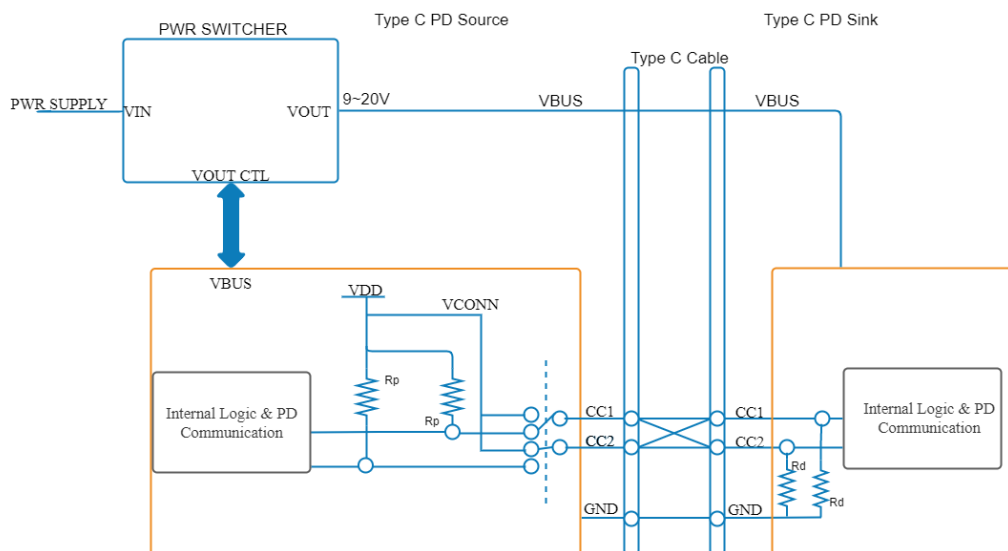 Type C PD Source
Type C PD Sink
PWR SWITCHER
Type C Cable
PWR SUPPLY
VIN
VOUT
9~20V
VBUS
VBUS
VOUT CTL
VBUS
VDD
VCONN
Rp
Rp
Internal Logic & PD
Communication
CC1
CC1
CC2
CC2
Internal Logic & PD
Communication
Rd
Rd
GND
GND